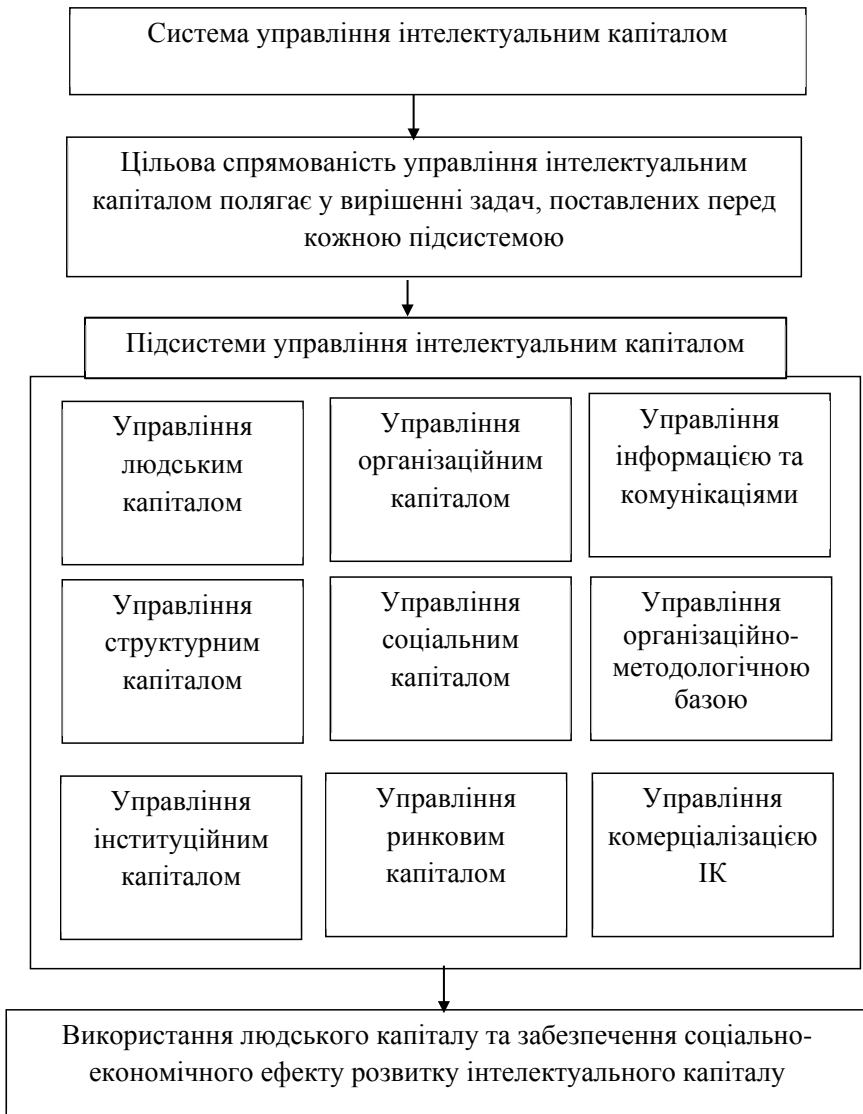 Система управління інтелектуальним капіталом
Цільова спрямованість управління інтелектуальним
капіталом полягає у вирішенні задач, поставлених перед
кожною підсистемою
Підсистеми управління інтелектуальним капіталом
Управління
людським
капіталом
Управління
організаційним
капіталом
Управління
інформацією та
комунікаціями
Управління
структурним
капіталом
Управління
соціальним
капіталом
Управління
організаційно-
методологічною
базою
Управління
інституційним
капіталом
Управління
ринковим
капіталом
Управління
комерціалізацією
ІК
Використання людського капіталу та забезпечення соціально-
економічного ефекту розвитку інтелектуального капіталу